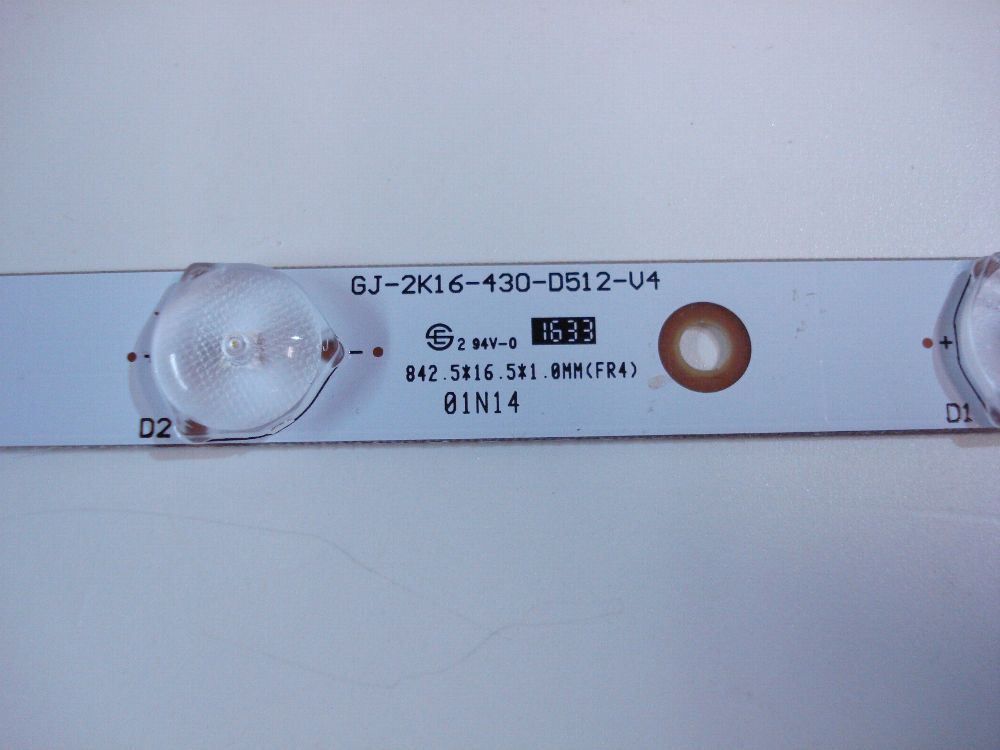 GJ-2K16-430-D512-V4
2 94V-0 1633
842.5*16.5*1.0MM(FR4)
01N14
- -
+
D2
D1